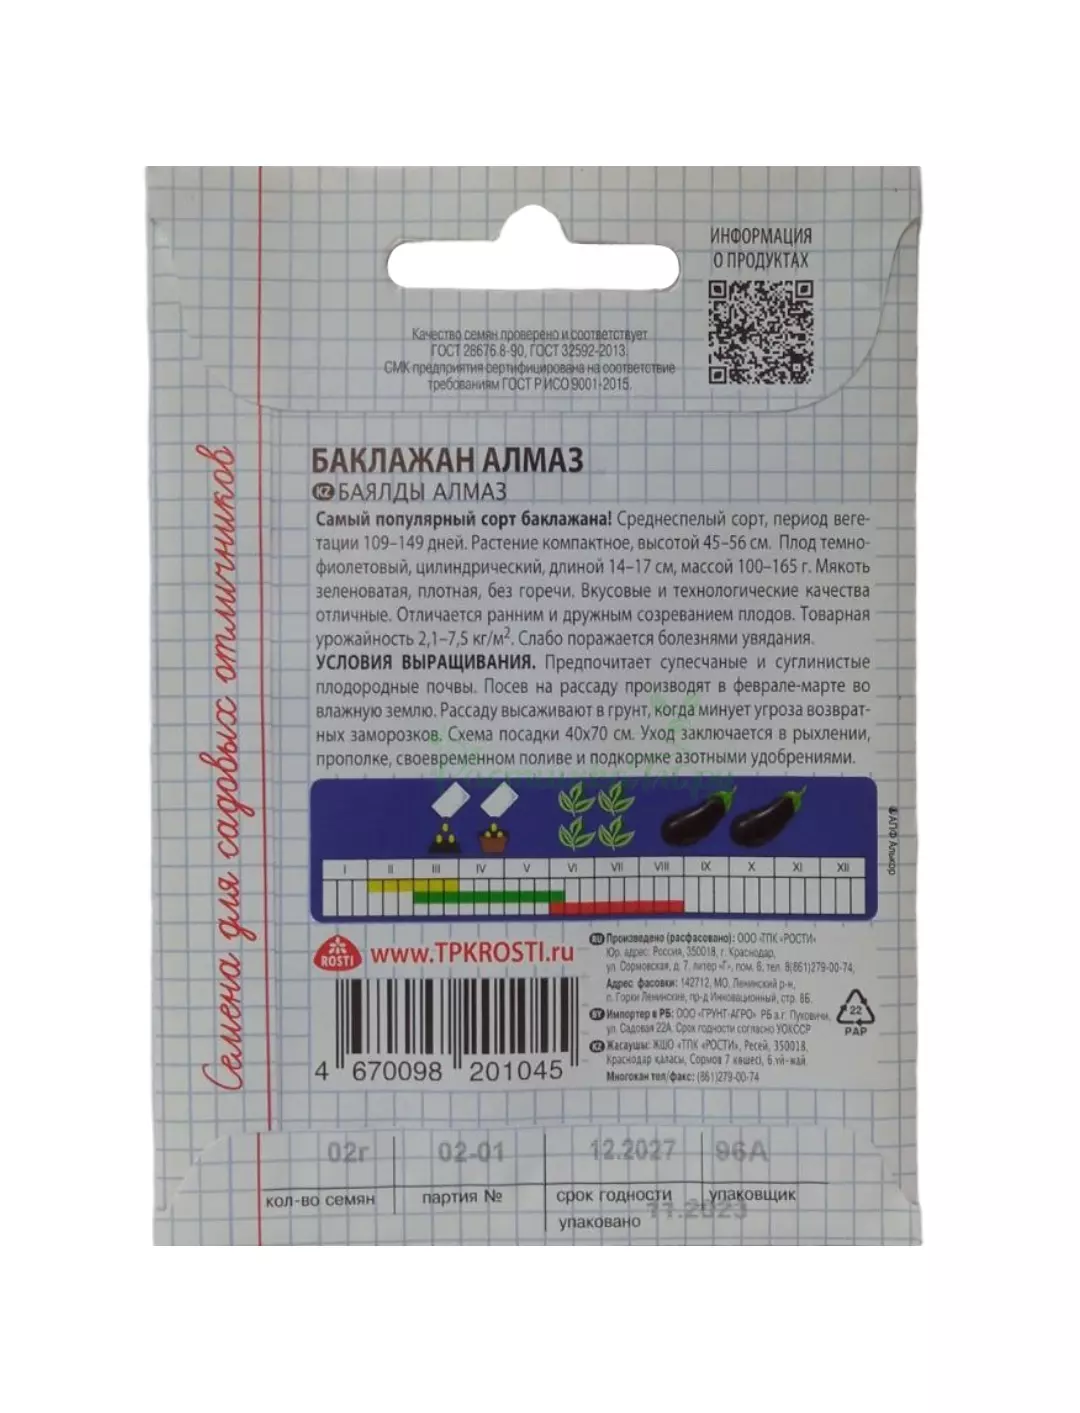 ИНФОРМАЦИЯ
О ПРОДУКТАХ
Качество семян проверено и соответствует
ГОСТ 28676.8-90, ГОСТ 32592-2013.
СМК предприятия сертифицирована на соответствие
требованиям ГОСТ Р ИСО 9001-2015.
Семена для садовых отличников
БАКЛАЖАН АЛМАЗ
KZ БАЯЛДЫ АЛМАЗ
Самый популярный сорт баклажана! Среднеспелый сорт, период веге-
тации 109–149 дней. Растение компактное, высотой 45–56 см. Плод темно-
фиолетовый, цилиндрический, длиной 14–17 см, массой 100–165 г. Мякоть
зеленоватая, плотная, без горечи. Вкусовые и технологические качества
отличные. Отличается ранним и дружным созреванием плодов. Товарная
урожайность 2,1–7,5 кг/м². Слабо поражается болезнями увядания.
УСЛОВИЯ ВЫРАЩИВАНИЯ. Предпочитает супесчаные и суглинистые
плодородные почвы. Посев на рассаду производят в феврале-марте во
влажную землю. Рассаду высаживают в грунт, когда минует угроза возврат-
ных заморозков. Схема посадки 40х70 см. Уход заключается в рыхлении,
прополке, своевременном поливе и подкормке азотными удобрениями.
I II III IV V VI VII VIII IX X XI XII
АПФ Алькор
ROSTI
www.TPKROSTI.ru
RU Произведено (расфасовано): ООО «ТПК «РОСТИ»
Юр. адрес: Россия, 350018, г. Краснодар,
ул. Сормовская, д. 7, литер «Г», пом. 6, тел. 8(861)279-00-74,
Адрес фасовки: 142712, МО, Ленинский р-н,
п. Горки Ленинские, пр-д Инновационный, стр. 8Б.
BY Импортер в РБ: ООО «ГРУНТ-АГРО» РБ а.г. Пуховичи,
ул. Садовая 22А. Срок годности согласно УОКССР
KZ Жасаушы: ЖШО «ТПК «РОСТИ», Ресей, 350018,
Краснодар қаласы, Сормов 7 көшесі, 6 үй-жай.
Многокан тел/факс: (861)279-00-74
22
PAP
4 670098 201045
02г 02-01 12.2027 96А
кол-во семян партия № срок годности упаковщик
упаковано 11.2023